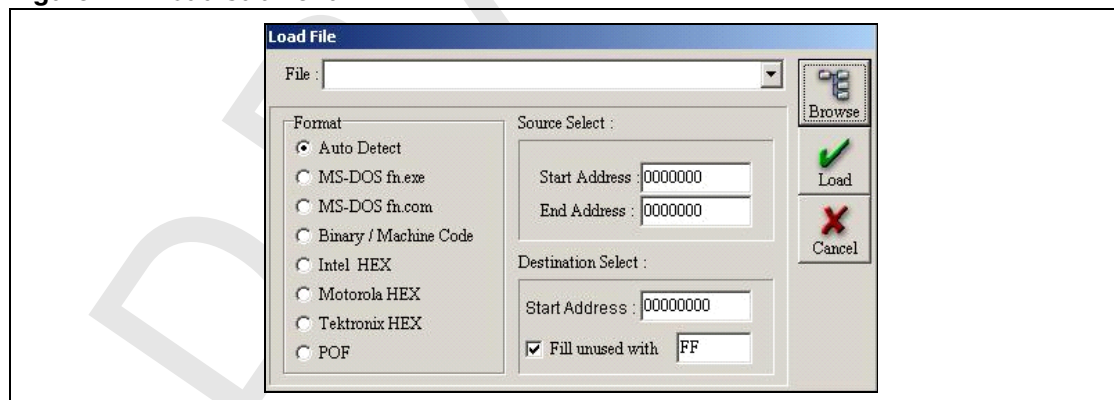 Load File
File :
Browse
Load
Cancel
Format
Auto Detect
MS-DOS fn.exe
MS-DOS fn.com
Binary / Machine Code
Intel HEX
Motorola HEX
Tektronix HEX
POF
Source Select :
Start Address : 0000000
End Address : 0000000
Destination Select :
Start Address : 00000000
Fill unused with FF